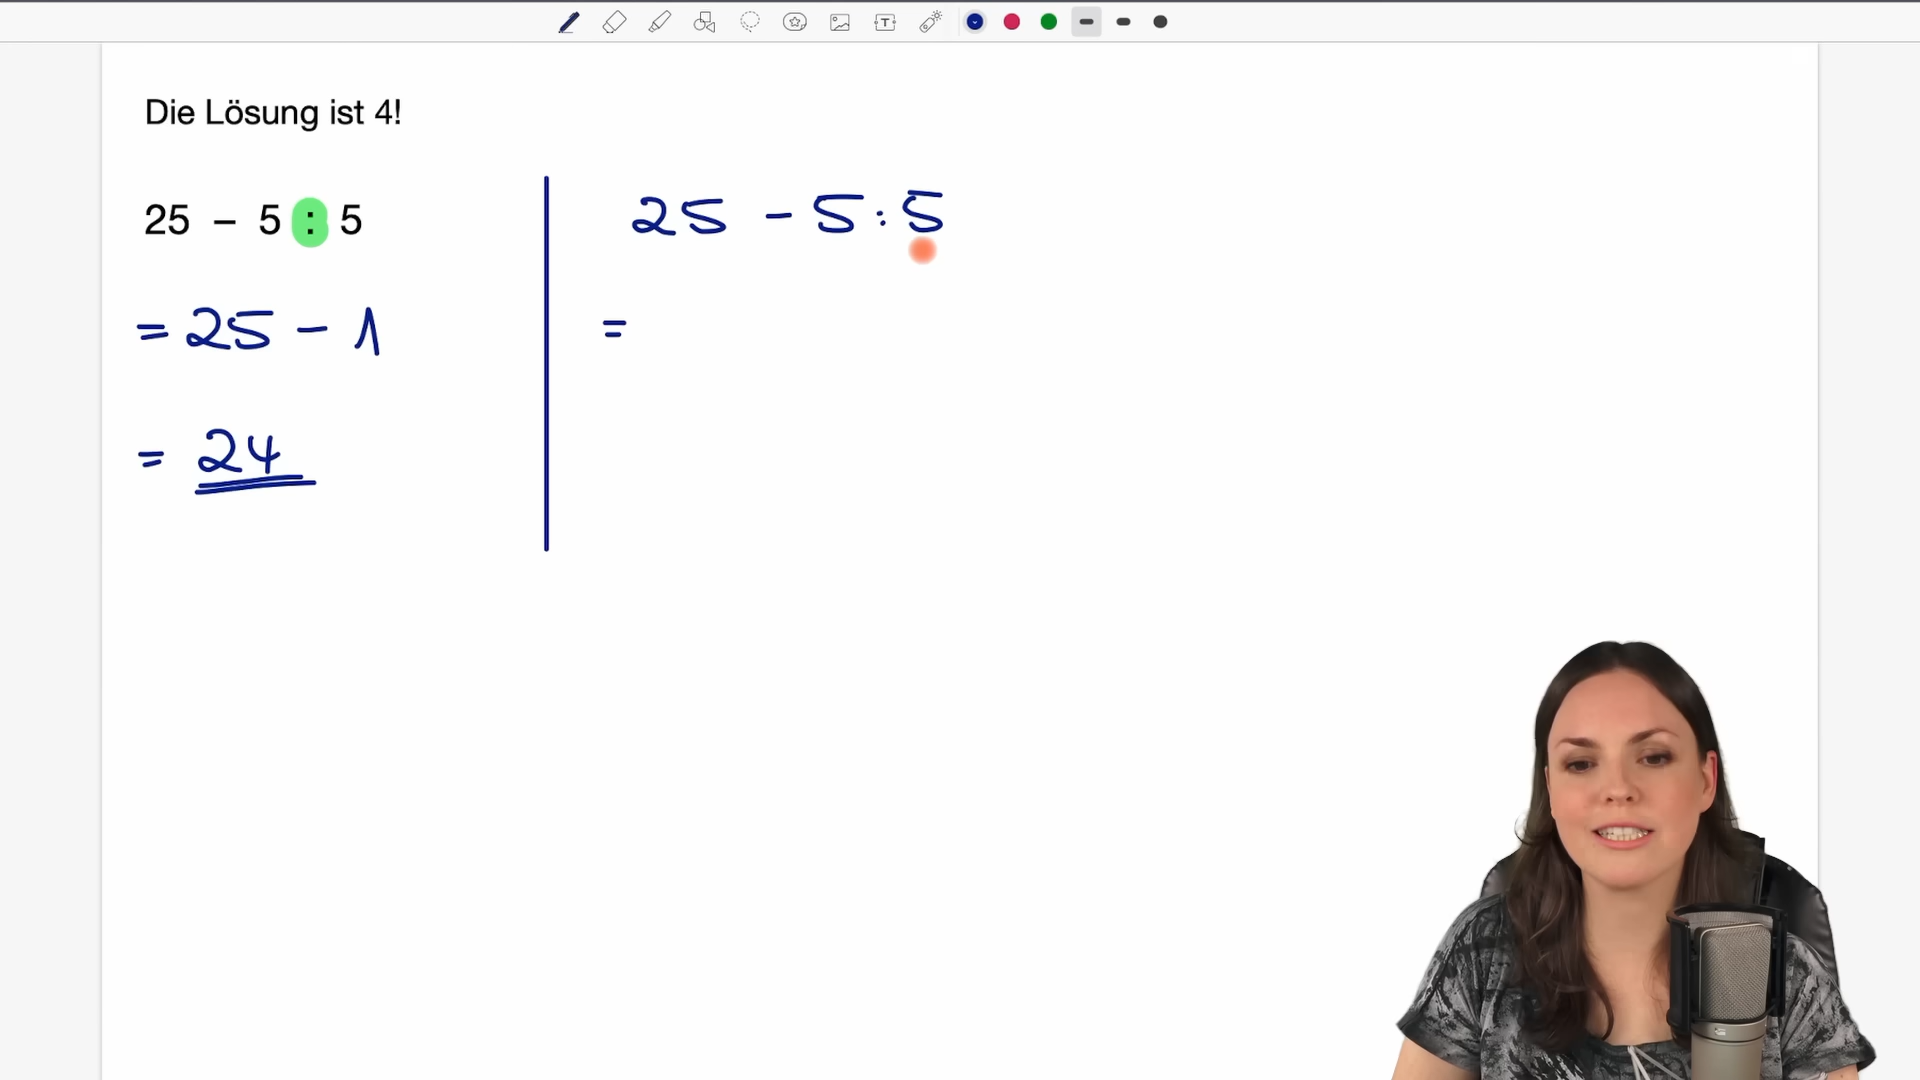 Die Lösung ist 4!
25 – 5 : 5
= 25 – 1
= 24
25 – 5 : 5
=